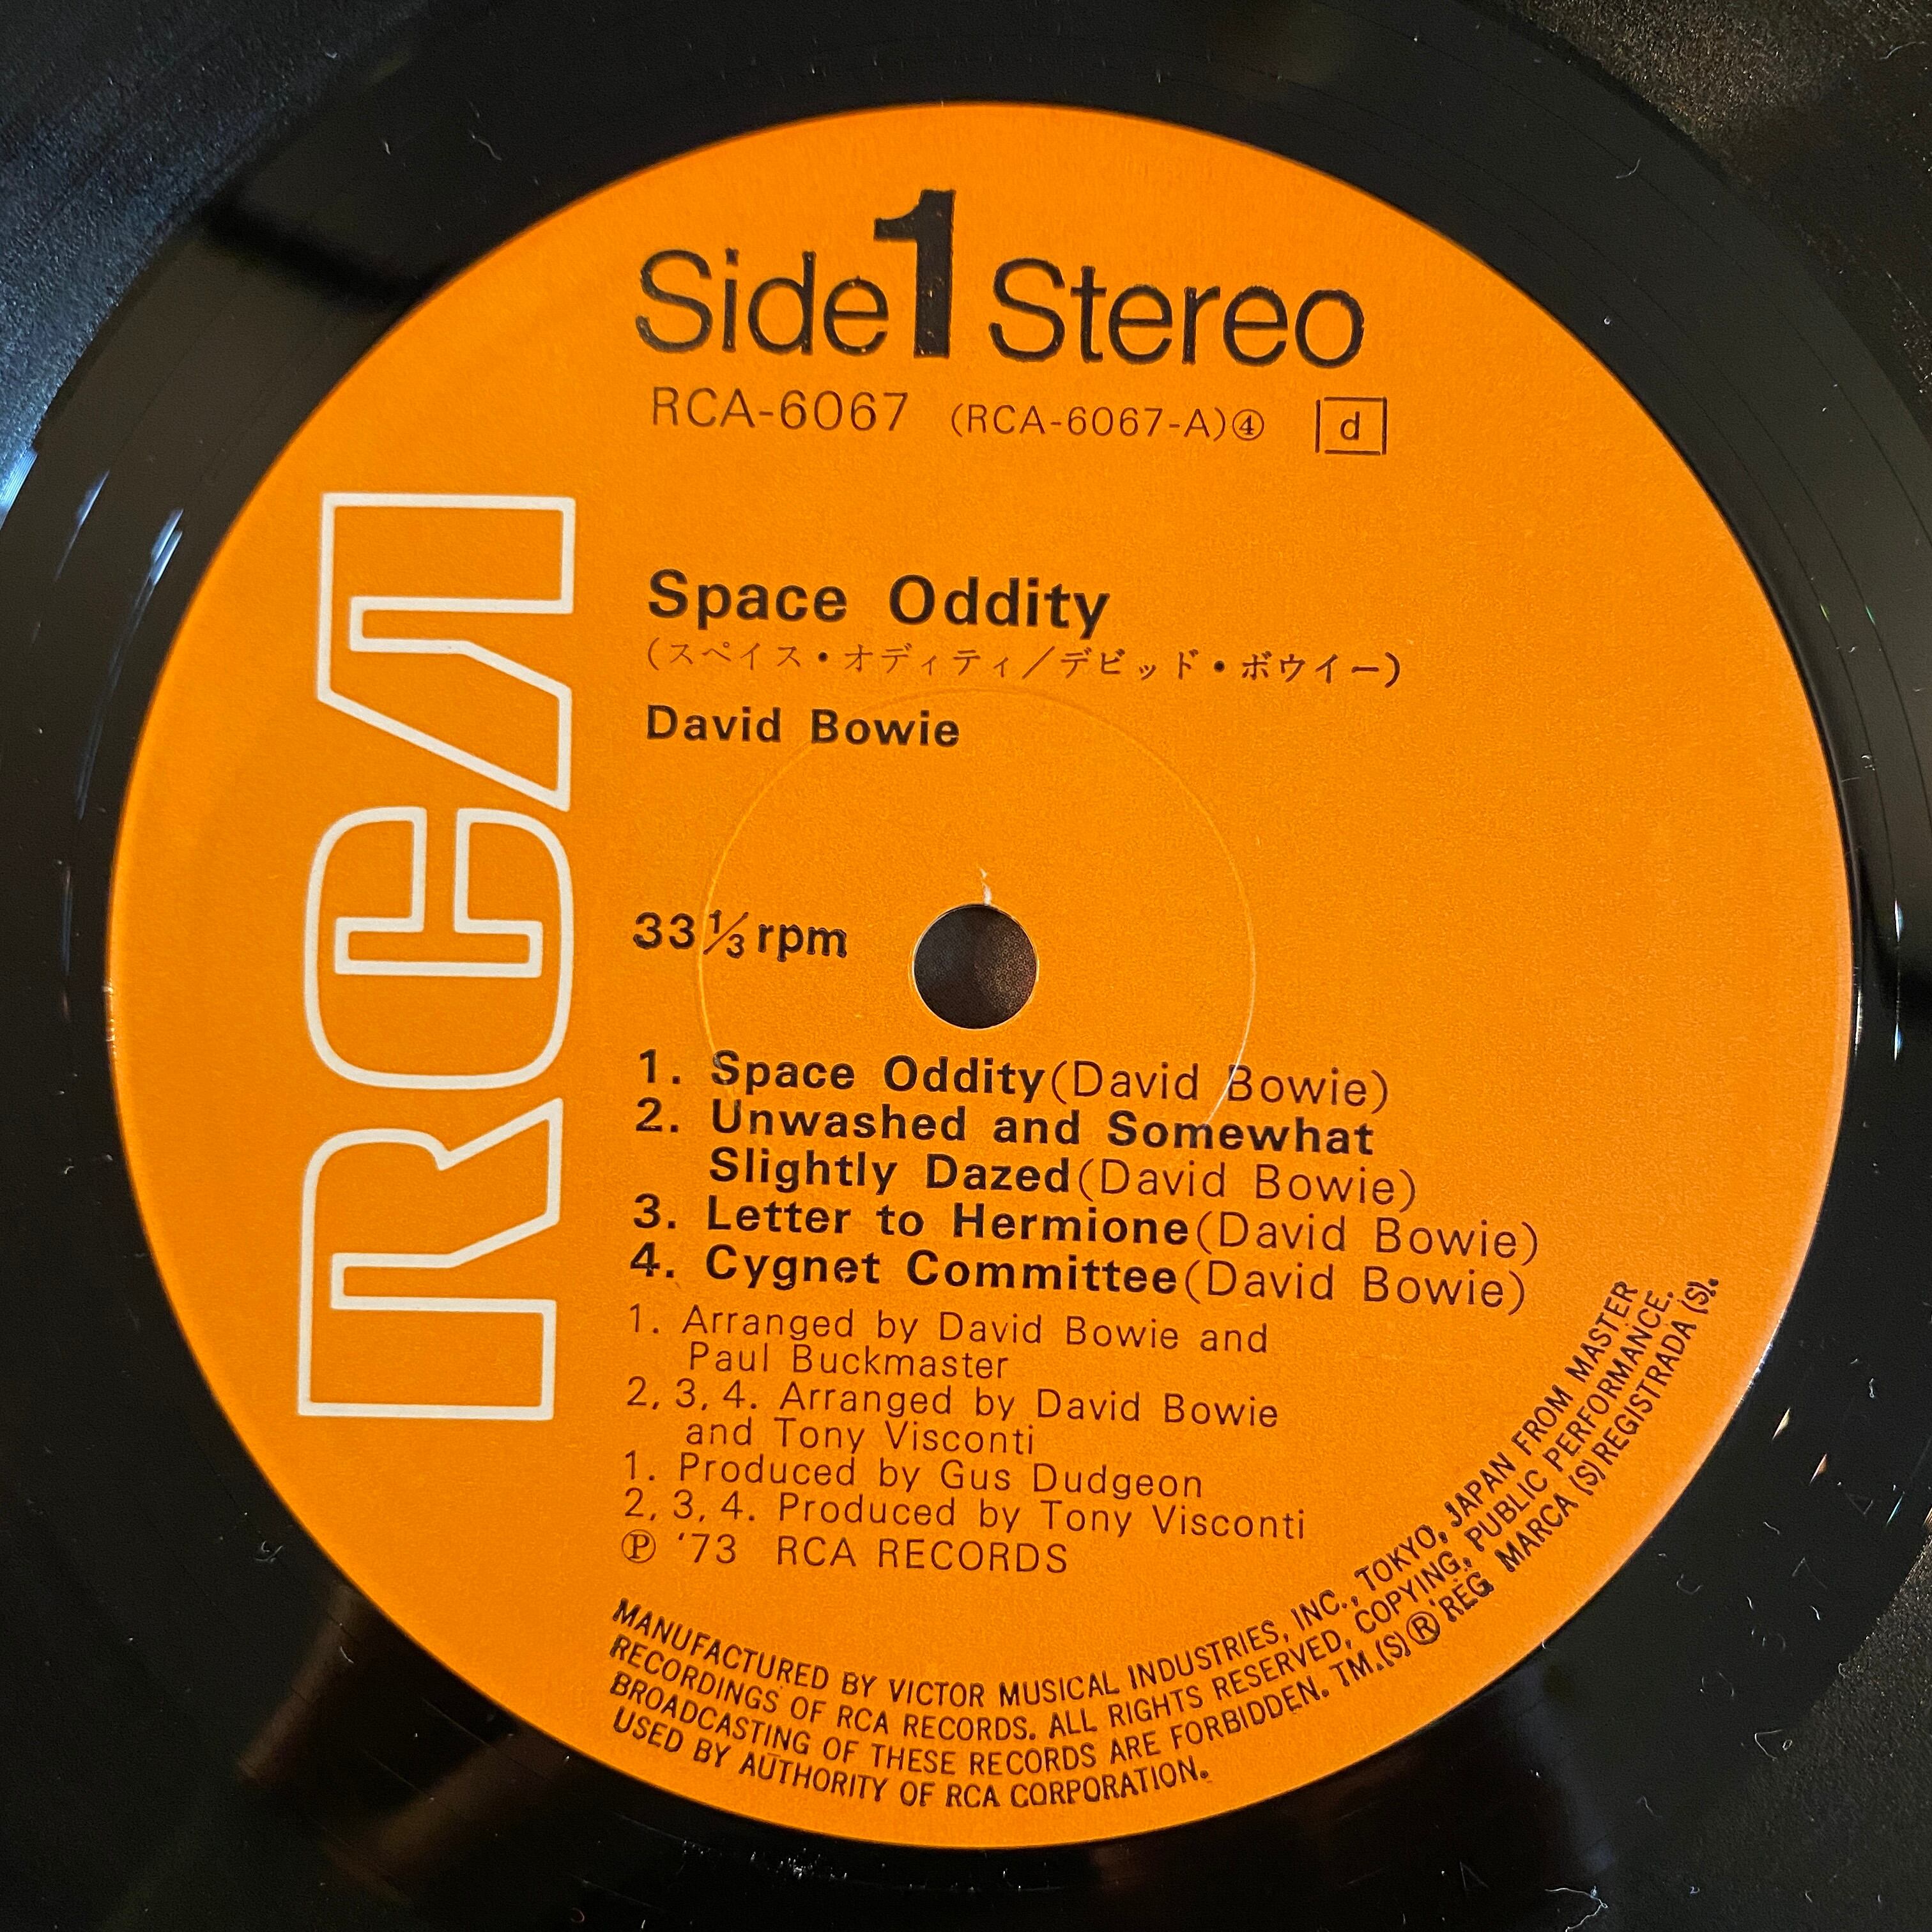 Side 1 Stereo
RCA-6067 (RCA-6067-A)④ d
RCA
Space Oddity
(スペイス・オディティ/デビッド・ボウイー)
David Bowie
33⅓ rpm
1. Space Oddity(David Bowie)
2. Unwashed and Somewhat
Slightly Dazed(David Bowie)
3. Letter to Hermione(David Bowie)
4. Cygnet Committee(David Bowie)
1. Arranged by David Bowie and
Paul Buckmaster
2, 3, 4. Arranged by David Bowie
and Tony Visconti
1. Produced by Gus Dudgeon
2, 3, 4. Produced by Tony Visconti
Ⓟ '73 RCA RECORDS
MANUFACTURED BY VICTOR MUSICAL INDUSTRIES, INC., TOKYO, JAPAN FROM MASTER
RECORDINGS OF RCA RECORDS. ALL RIGHTS RESERVED, COPYING, PUBLIC PERFORMANCE,
BROADCASTING OF THESE RECORDS ARE FORBIDDEN. TM.(S) ® REG. MARCA (S) REGISTRADA (S).
USED BY AUTHORITY OF RCA CORPORATION.